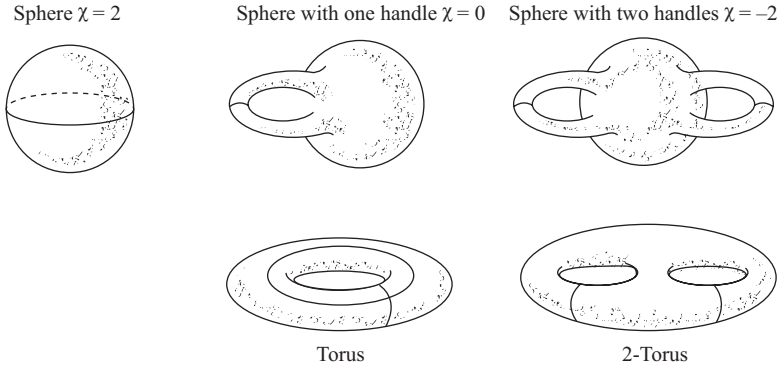 Sphere χ = 2
Sphere with one handle χ = 0
Sphere with two handles χ = –2
Torus
2-Torus